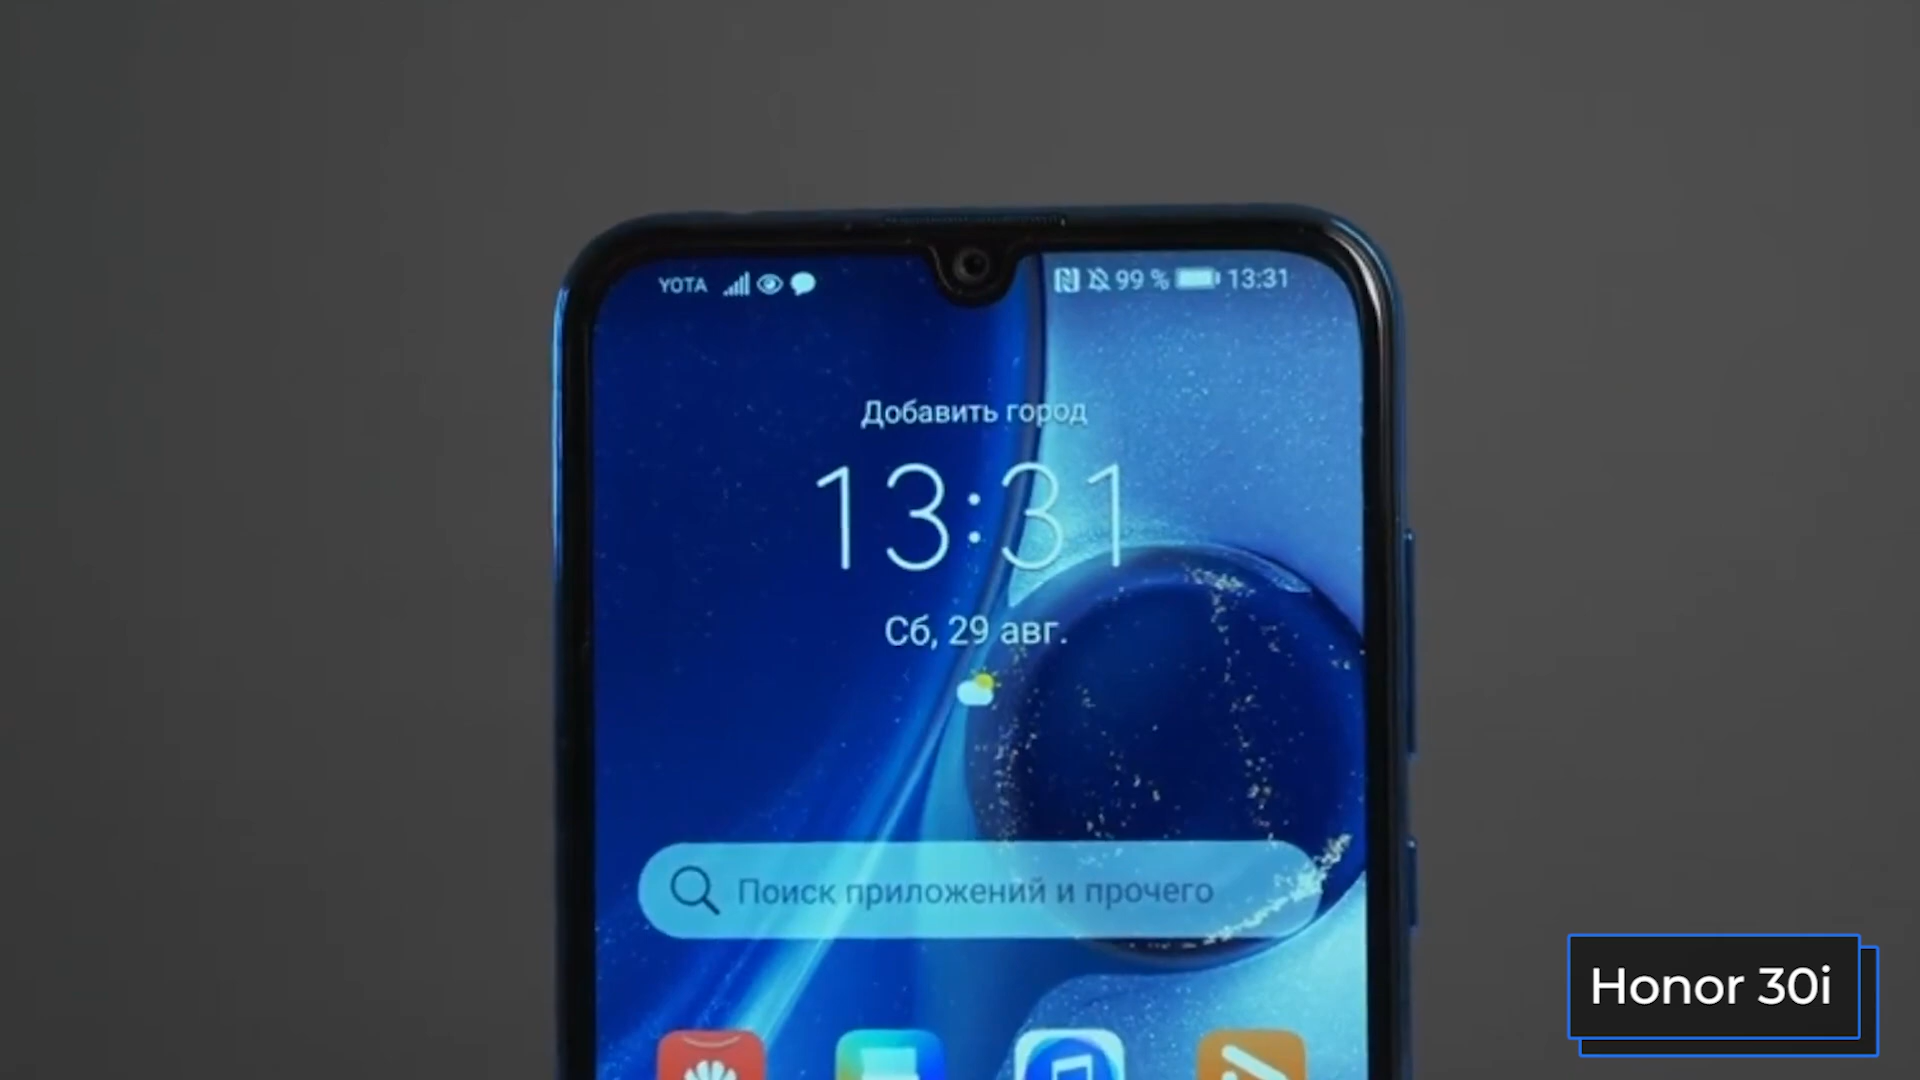 YOTA
99 % 13:31
Добавить город
13:31
Сб, 29 авг.
Поиск приложений и прочего
Honor 30i